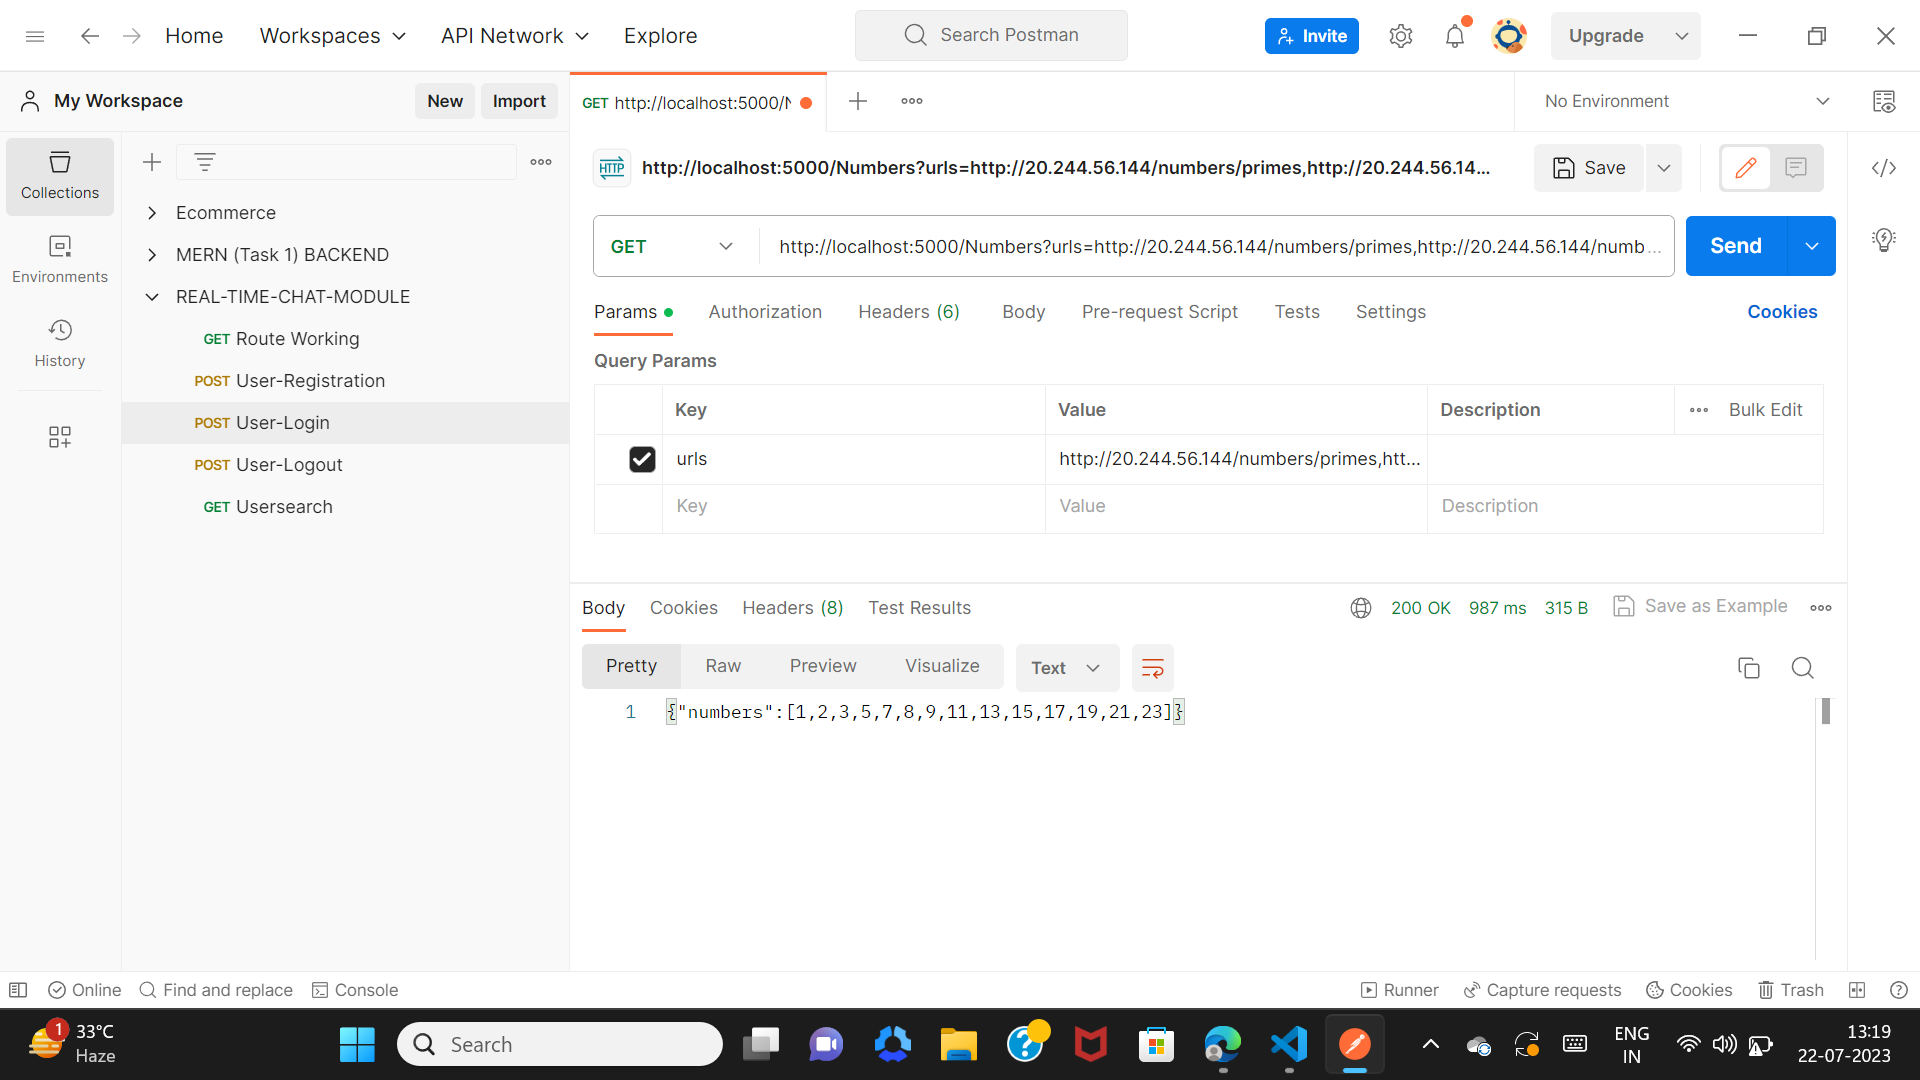 Home
Workspaces
API Network
Explore
Search Postman
Invite
Upgrade
My Workspace
New
Import
GET http://localhost:5000/N
No Environment
Collections
Environments
History
Ecommerce
MERN (Task 1) BACKEND
REAL-TIME-CHAT-MODULE
GET Route Working
POST User-Registration
POST User-Login
POST User-Logout
GET Usersearch
HTTP
http://localhost:5000/Numbers?urls=http://20.244.56.144/numbers/primes,http://20.244.56.14...
Save
GET
http://localhost:5000/Numbers?urls=http://20.244.56.144/numbers/primes,http://20.244.56.144/numb...
Send
Params
Authorization
Headers (6)
Body
Pre-request Script
Tests
Settings
Cookies
Query Params
Key Value Description Bulk Edit
urls http://20.244.56.144/numbers/primes,htt...
Key Value Description
Body Cookies Headers (8) Test Results
200 OK 987 ms 315 B Save as Example
Pretty Raw Preview Visualize Text
1 {"numbers":[1,2,3,5,7,8,9,11,13,15,17,19,21,23]}
Online
Find and replace
Console
Runner
Capture requests
Cookies
Trash
1
33°C
Haze
Search
ENG
IN
13:19
22-07-2023